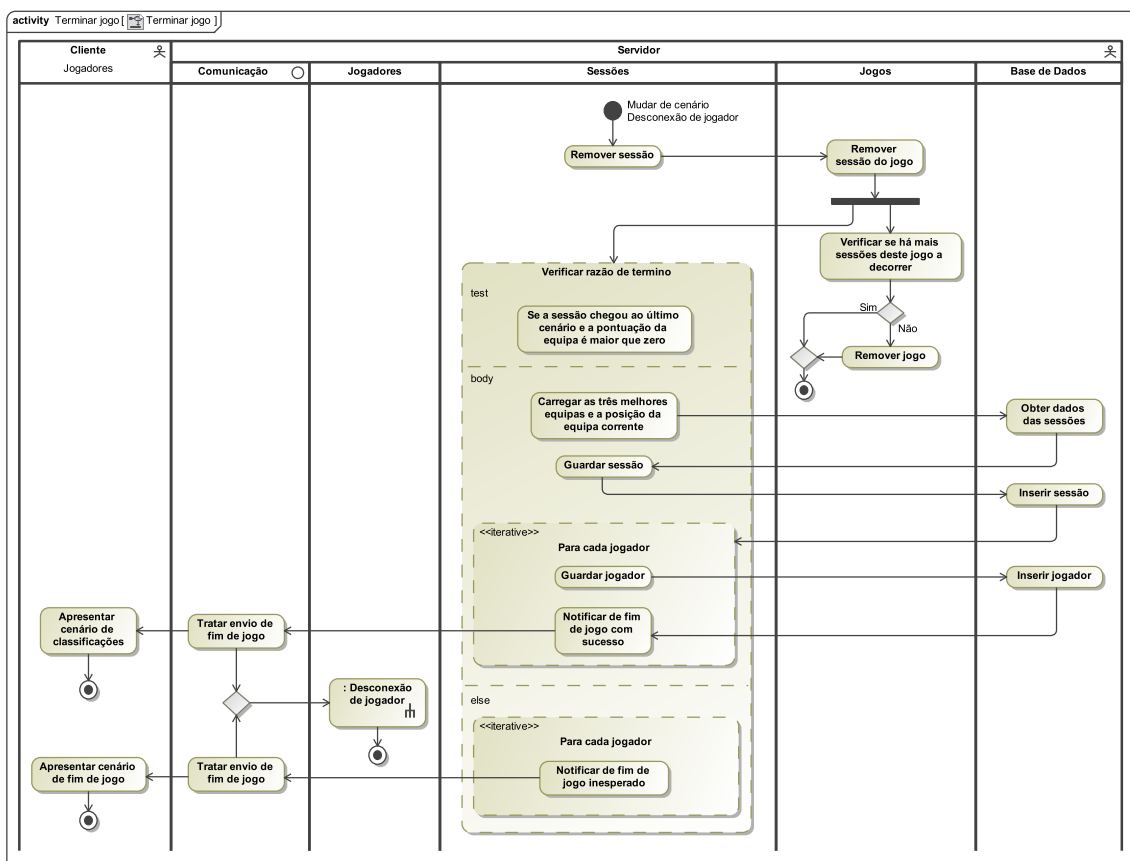 activity Terminar jogo [ Terminar jogo ]
Cliente
Jogadores
Servidor
Comunicação
Jogadores
Sessões
Jogos
Base de Dados
Mudar de cenário
Desconexão de jogador
Remover sessão
Remover
sessão do jogo
Verificar se há mais
sessões deste jogo a
decorrer
Sim
Não
Remover jogo
Verificar razão de termino
test
Se a sessão chegou ao último
cenário e a pontuação da
equipa é maior que zero
body
Carregar as três melhores
equipas e a posição da
equipa corrente
Obter dados
das sessões
Guardar sessão
Inserir sessão
<<iterative>>
Para cada jogador
Guardar jogador
Inserir jogador
Notificar de fim
de jogo com
sucesso
Tratar envio de
fim de jogo
Apresentar
cenário de
classificações
: Desconexão
de jogador
else
<<iterative>>
Para cada jogador
Notificar de fim de
jogo inesperado
Tratar envio de
fim de jogo
Apresentar cenário
de fim de jogo